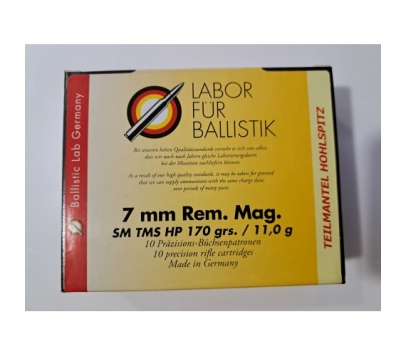 Ballistic Lab Germany
LABOR
FÜR
BALLISTIK
Bei unserem hohen Qualitätsstandard versteht es sich von selbst,
dass wir auch nach Jahren gleiche Laborierungsdaten
bei der Munition nachliefern können.
As a result of our high quality standard, it may be taken for granted
that we can supply ammunition with the same charge data
over periods of many years.
7 mm Rem. Mag.
SM TMS HP 170 grs. / 11,0 g
10 Präzisions-Büchsenpatronen
10 precision rifle cartridges
Made in Germany
TEILMANTEL HOHLSPITZ